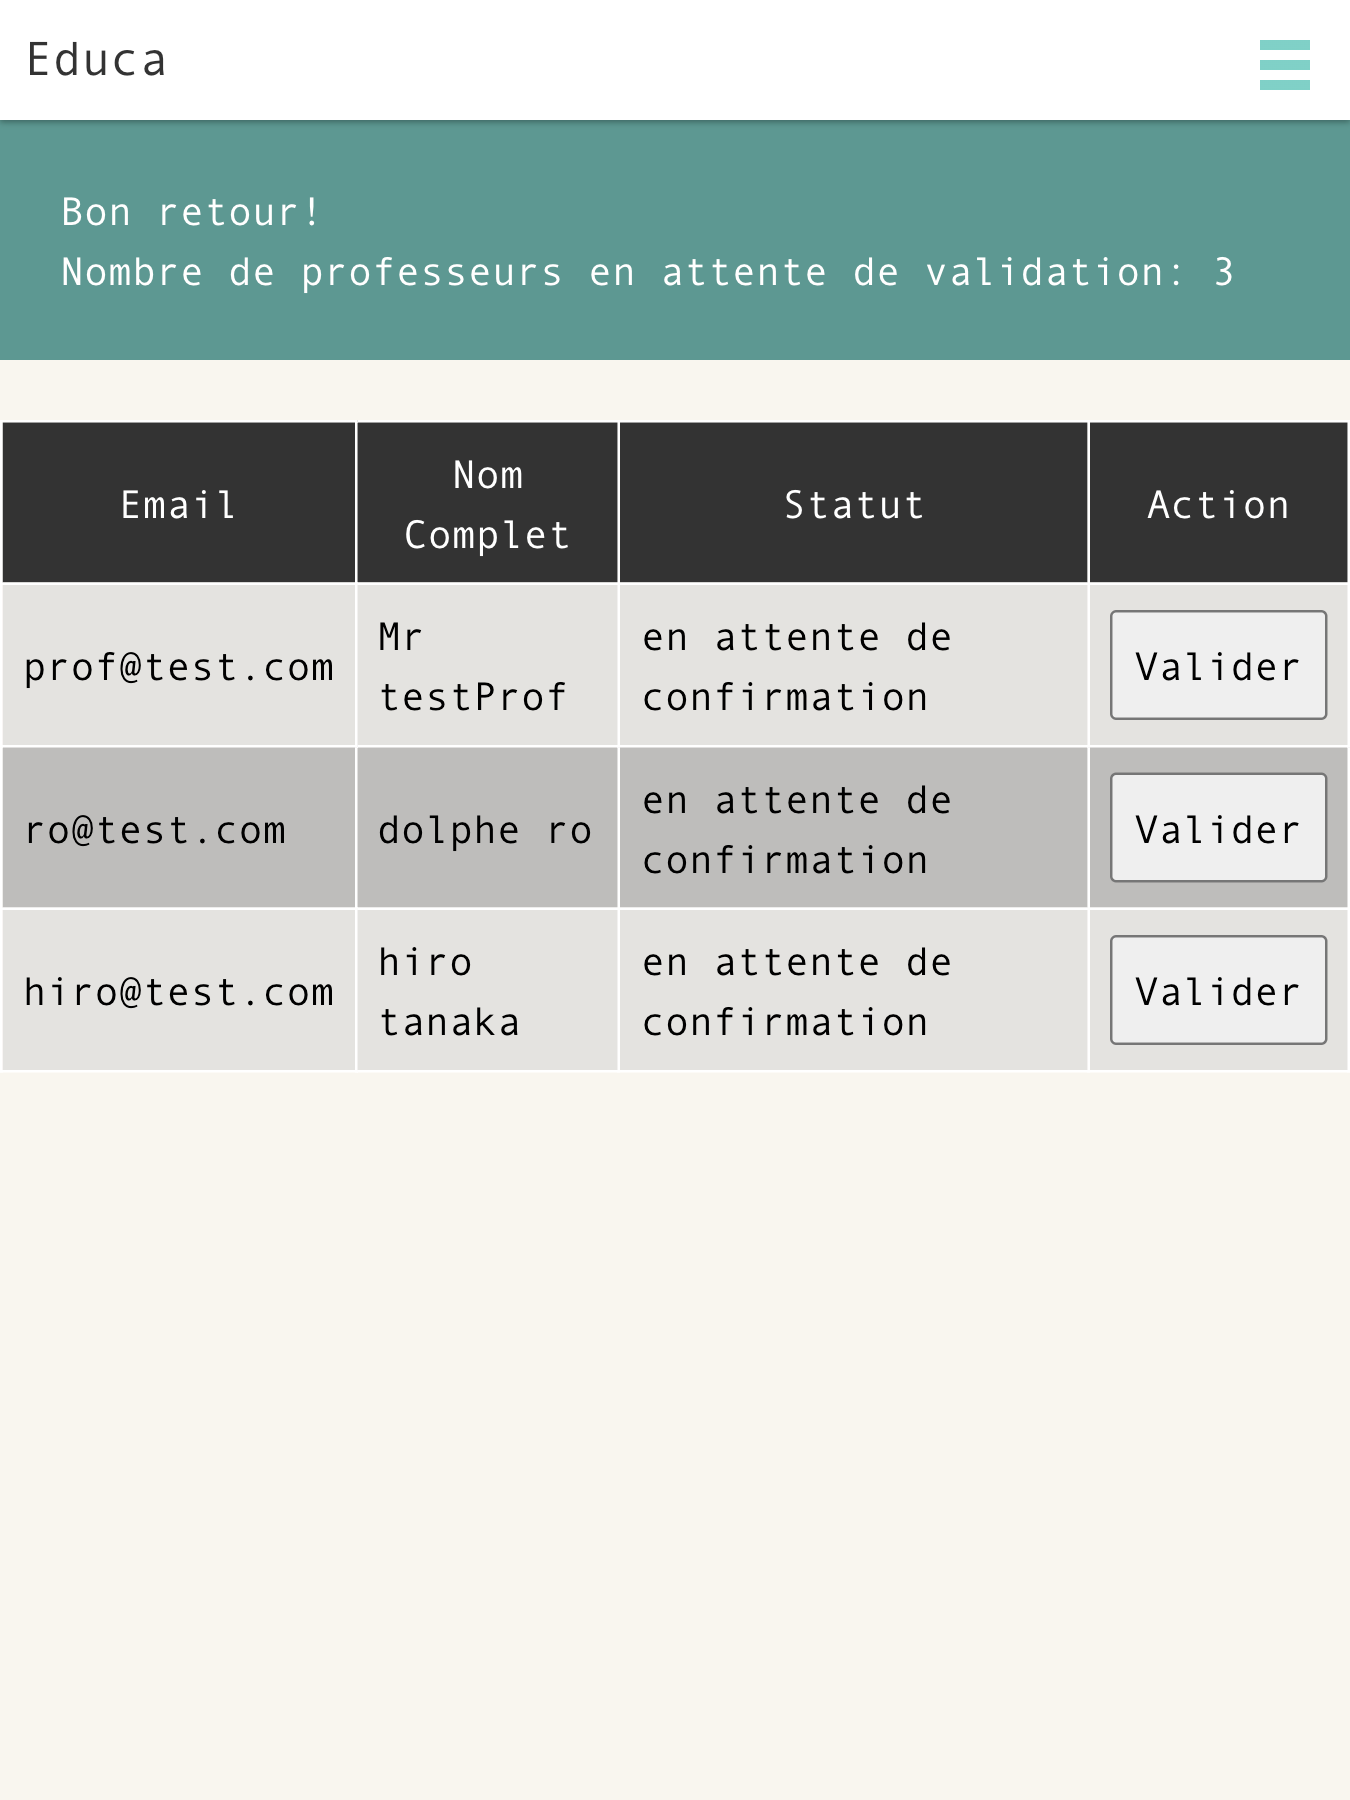 Educa
Bon retour!
Nombre de professeurs en attente de validation: 3
Email
Nom
Complet
Statut
Action
prof@test.com
Mr
testProf
en attente de
confirmation
Valider
ro@test.com
dolphe ro
en attente de
confirmation
Valider
hiro@test.com
hiro
tanaka
en attente de
confirmation
Valider